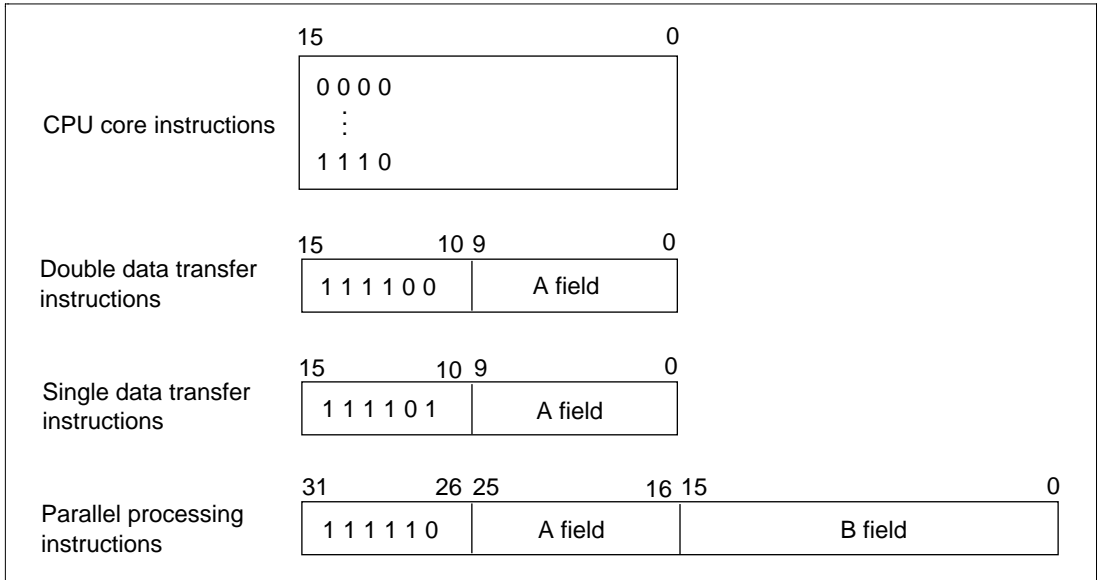 15 0
CPU core instructions
0 0 0 0
⋮
1 1 1 0
15 10 9 0
Double data transfer
instructions
1 1 1 1 0 0 A field
15 10 9 0
Single data transfer
instructions
1 1 1 1 0 1 A field
31 26 25 16 15 0
Parallel processing
instructions
1 1 1 1 1 0 A field B field